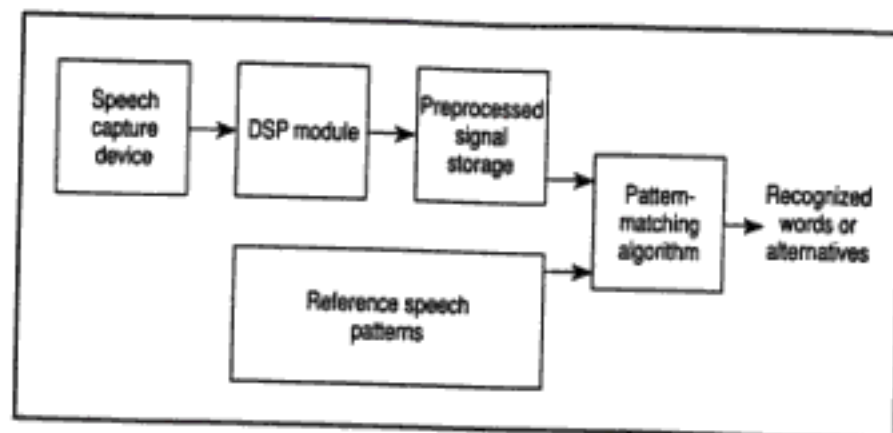 Speech
capture
device
DSP module
Preprocessed
signal
storage
Pattern-
matching
algorithm
Recognized
words or
alternatives
Reference speech
patterns